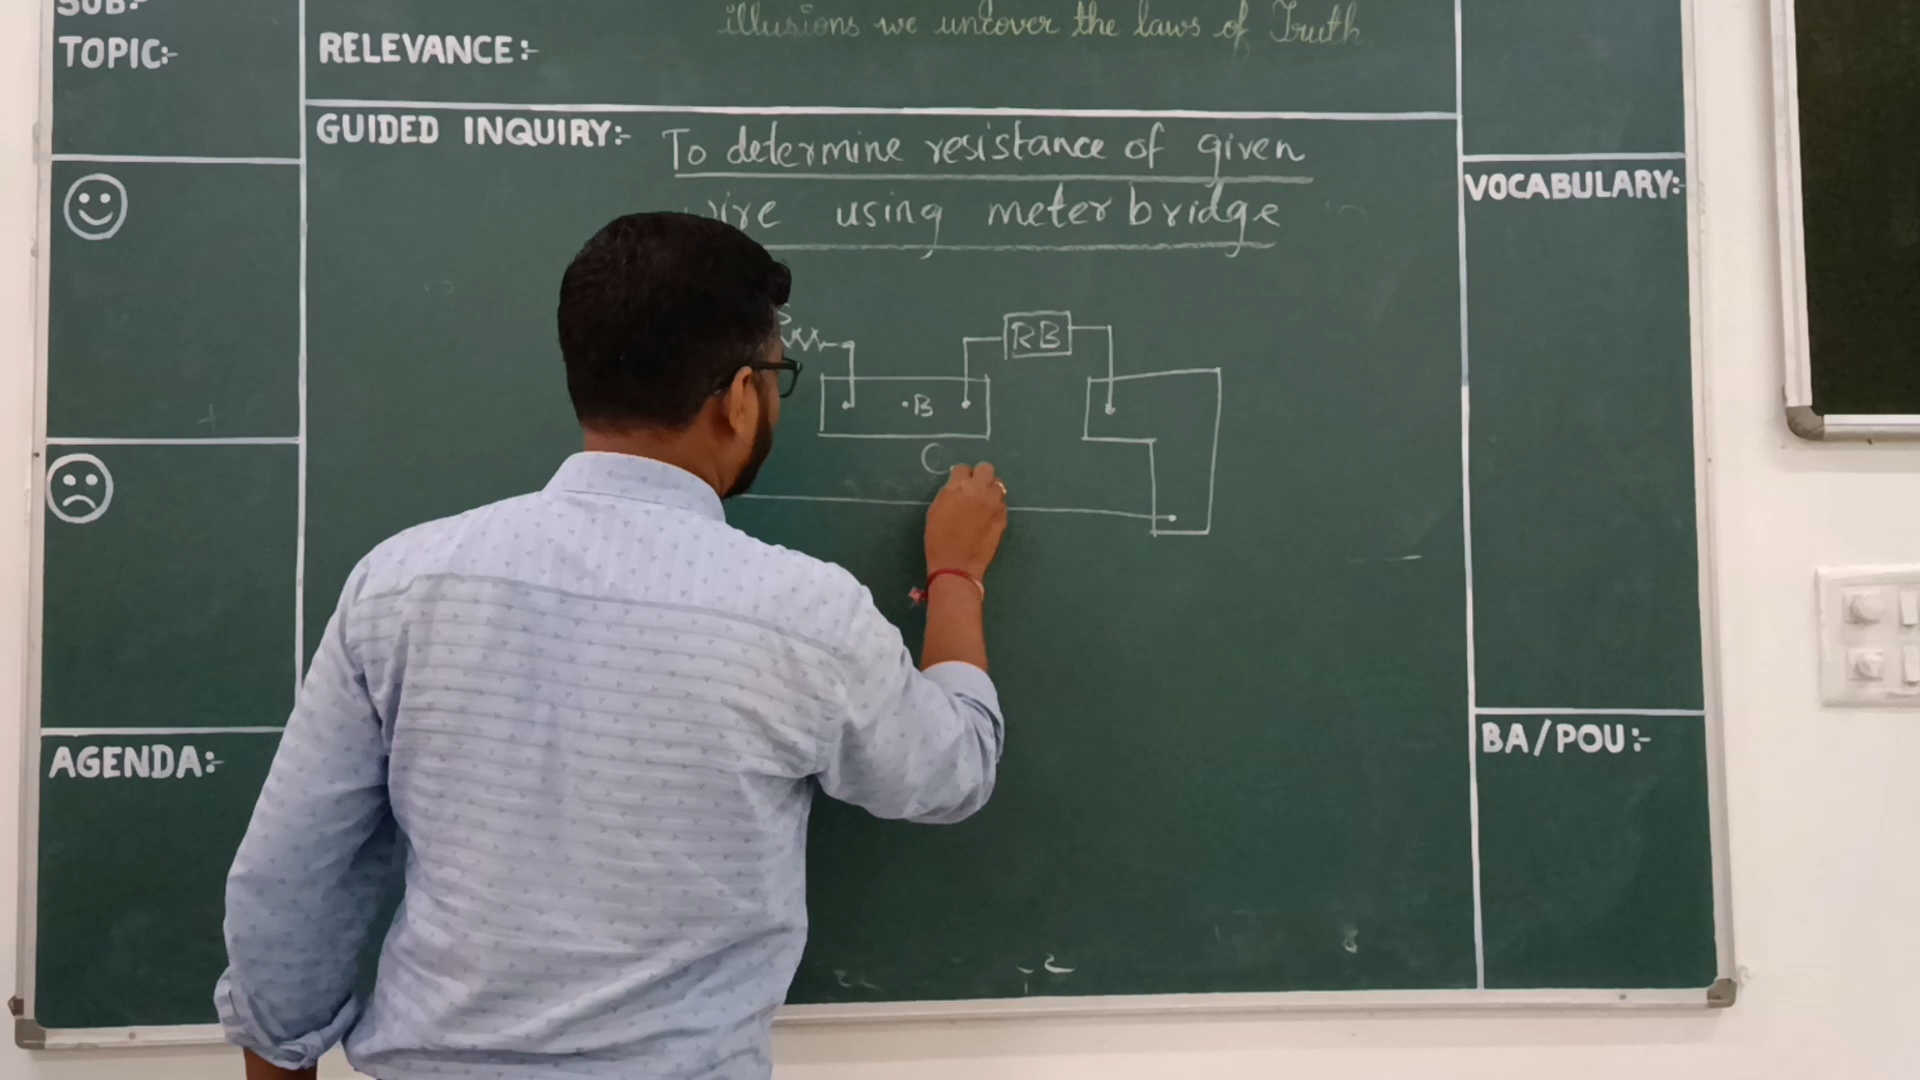 SUB:-
TOPIC:-
illusions we uncover the laws of Truth
RELEVANCE:-
GUIDED INQUIRY:- To determine resistance of given
wire using meter bridge
VOCABULARY:-
S
RB
.B
C
AGENDA:-
BA/POU:-